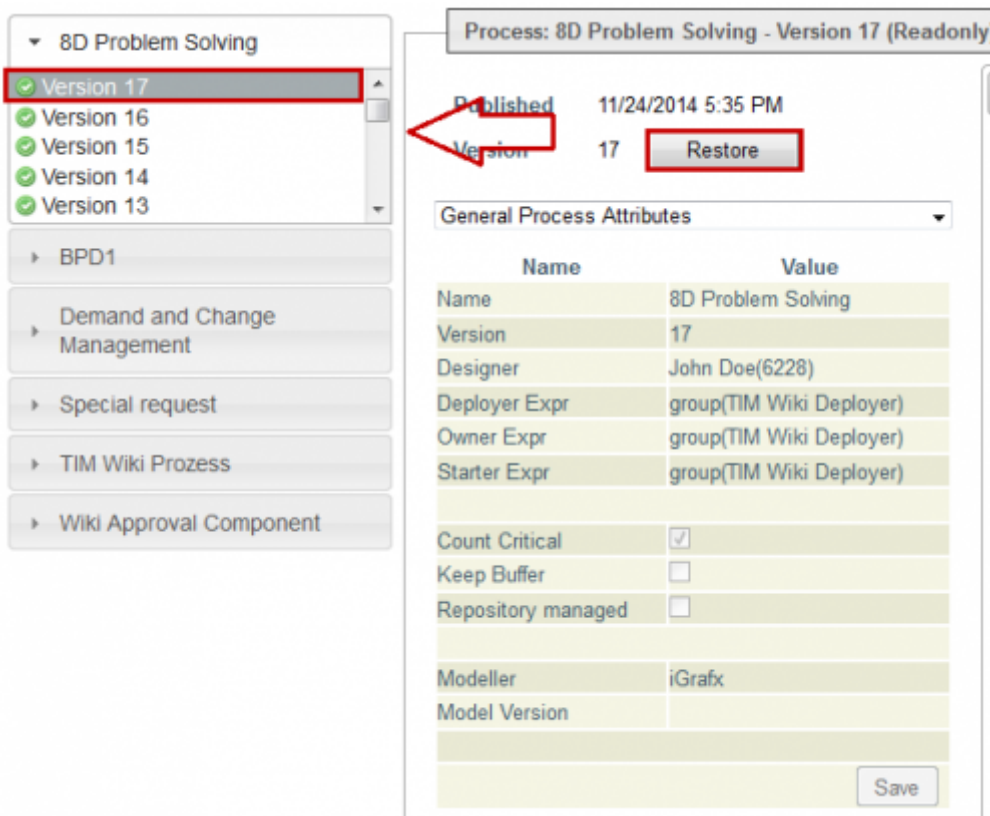 8D Problem Solving
Version 17
Version 16
Version 15
Version 14
Version 13
BPD1
Demand and Change
Management
Special request
TIM Wiki Prozess
Wiki Approval Component
Process: 8D Problem Solving - Version 17 (Readonly
Published 11/24/2014 5:35 PM
Version 17 Restore
General Process Attributes
Name Value
Name 8D Problem Solving
Version 17
Designer John Doe(6228)
Deployer Expr group(TIM Wiki Deployer)
Owner Expr group(TIM Wiki Deployer)
Starter Expr group(TIM Wiki Deployer)
Count Critical
Keep Buffer
Repository managed
Modeller iGrafx
Model Version
Save